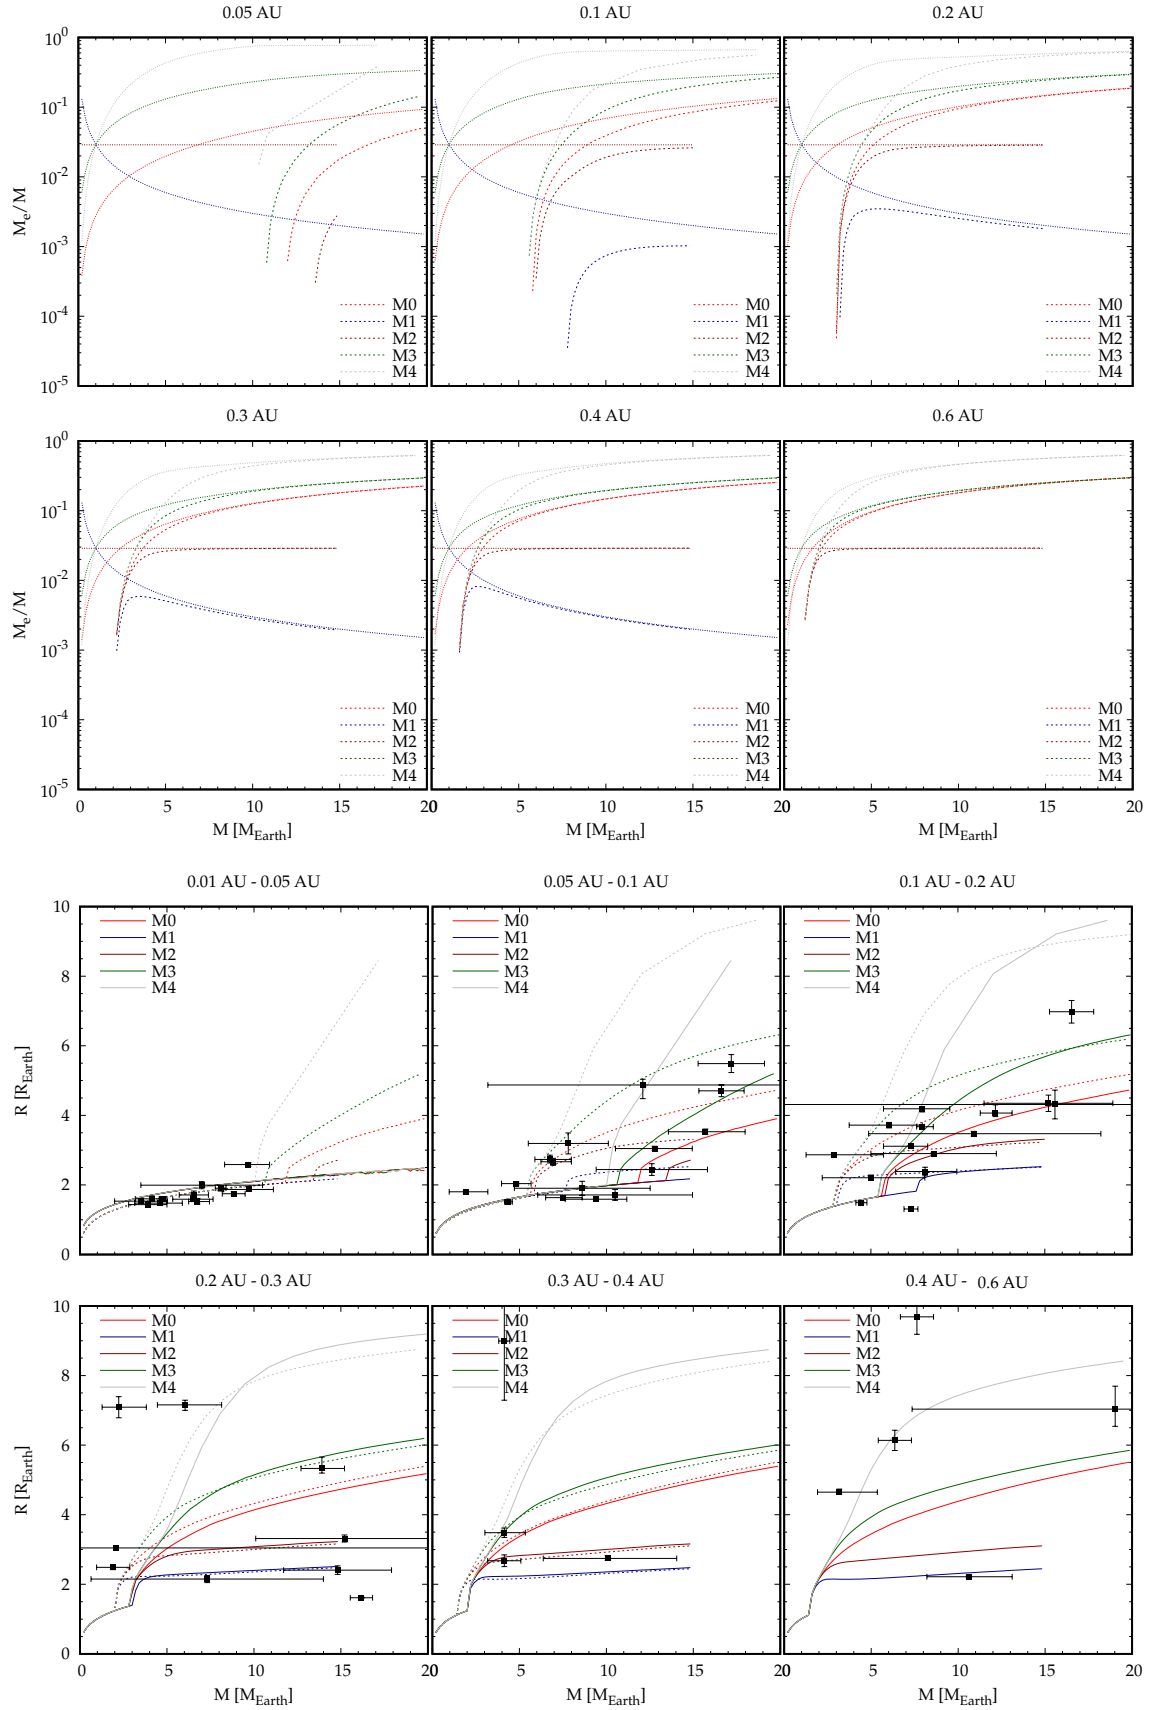 0.05 AU 0.1 AU 0.2 AU
10^0
10^-1
10^-2
10^-3
10^-4
10^-5
M_e/M
M0 M0 M0
M1 M1 M1
M2 M2 M2
M3 M3 M3
M4 M4 M4
0.3 AU 0.4 AU 0.6 AU
10^0
10^-1
10^-2
10^-3
10^-4
10^-5
M_e/M
M0 M0 M0
M1 M1 M1
M2 M2 M2
M3 M3 M3
M4 M4 M4
0 5 10 15 20 0 5 10 15 20 0 5 10 15 20
M [M_Earth] M [M_Earth] M [M_Earth]
0.01 AU - 0.05 AU 0.05 AU - 0.1 AU 0.1 AU - 0.2 AU
10
8
6
4
2
0
R [R_Earth]
M0 M0 M0
M1 M1 M1
M2 M2 M2
M3 M3 M3
M4 M4 M4
0.2 AU - 0.3 AU 0.3 AU - 0.4 AU 0.4 AU - 0.6 AU
10
8
6
4
2
0
R [R_Earth]
M0 M0 M0
M1 M1 M1
M2 M2 M2
M3 M3 M3
M4 M4 M4
0 5 10 15 20 0 5 10 15 20 0 5 10 15 20
M [M_Earth] M [M_Earth] M [M_Earth]